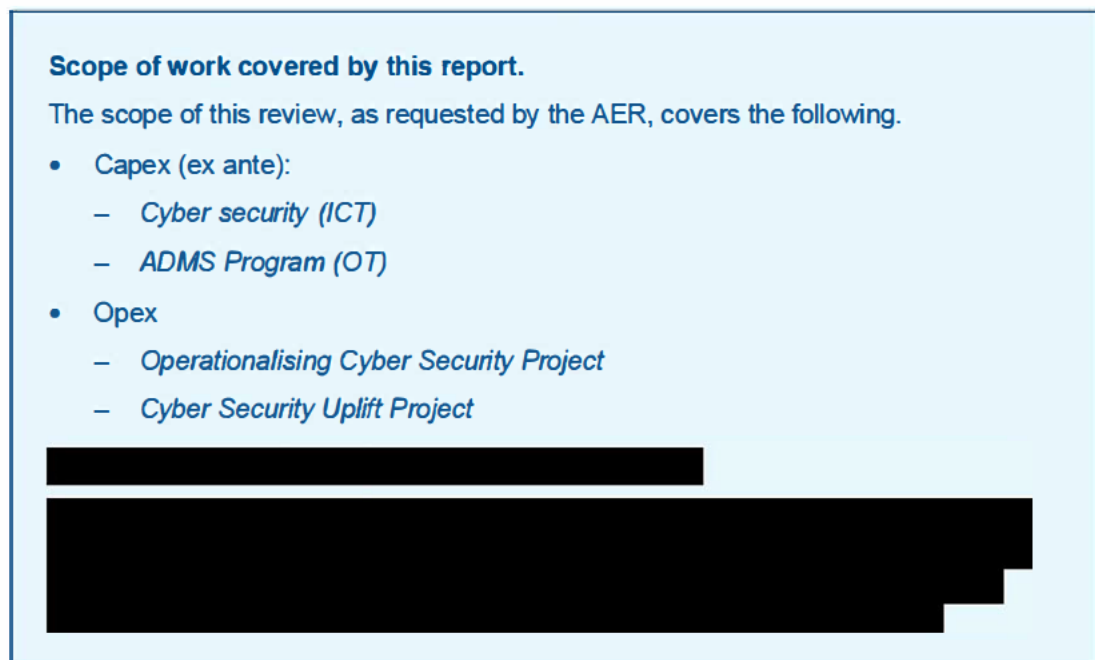 Scope of work covered by this report.
The scope of this review, as requested by the AER, covers the following.
• Capex (ex ante):
– Cyber security (ICT)
– ADMS Program (OT)
• Opex
– Operationalising Cyber Security Project
– Cyber Security Uplift Project